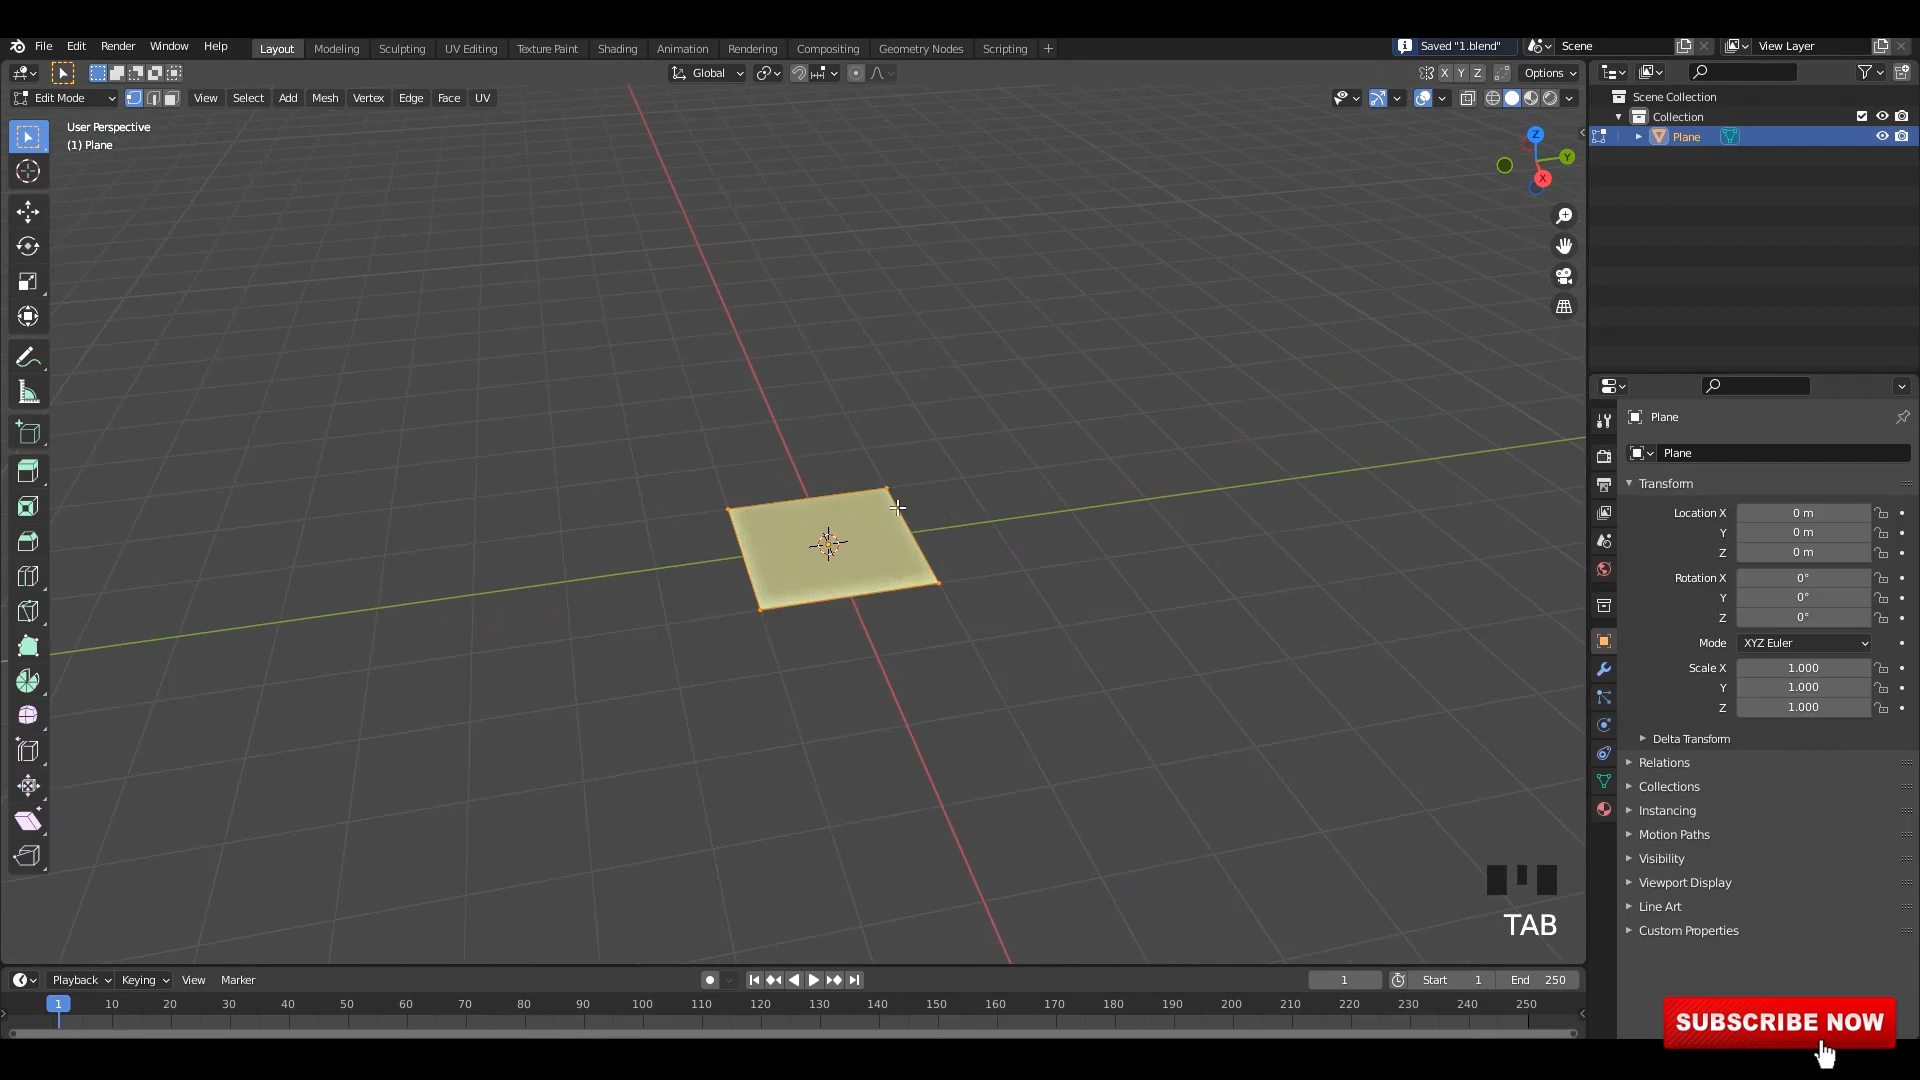 File Edit Render Window Help Layout Modeling Sculpting UV Editing Texture Paint Shading Animation Rendering Compositing Geometry Nodes Scripting + Saved "1.blend" Scene View Layer
Global X Y Z Options
Edit Mode View Select Add Mesh Vertex Edge Face UV
User Perspective
(1) Plane
Z
Y
X
Scene Collection
Collection
Plane
Plane
Plane
Transform
Location X 0 m
Y 0 m
Z 0 m
Rotation X 0°
Y 0°
Z 0°
Mode XYZ Euler
Scale X 1.000
Y 1.000
Z 1.000
Delta Transform
Relations
Collections
Instancing
Motion Paths
Visibility
Viewport Display
Line Art
Custom Properties
TAB
Playback Keying View Marker 1 Start 1 End 250
1 10 20 30 40 50 60 70 80 90 100 110 120 130 140 150 160 170 180 190 200 210 220 230 240 250
SUBSCRIBE NOW